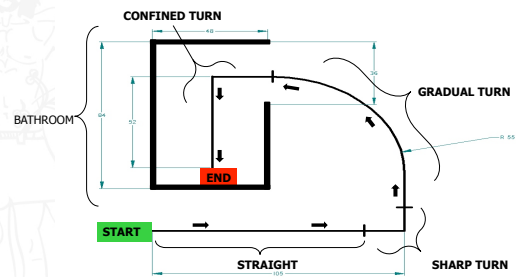 CONFINED TURN
48
84
36
GRADUAL TURN
BATHROOM
52
R 55
END
START
STRAIGHT
SHARP TURN
105